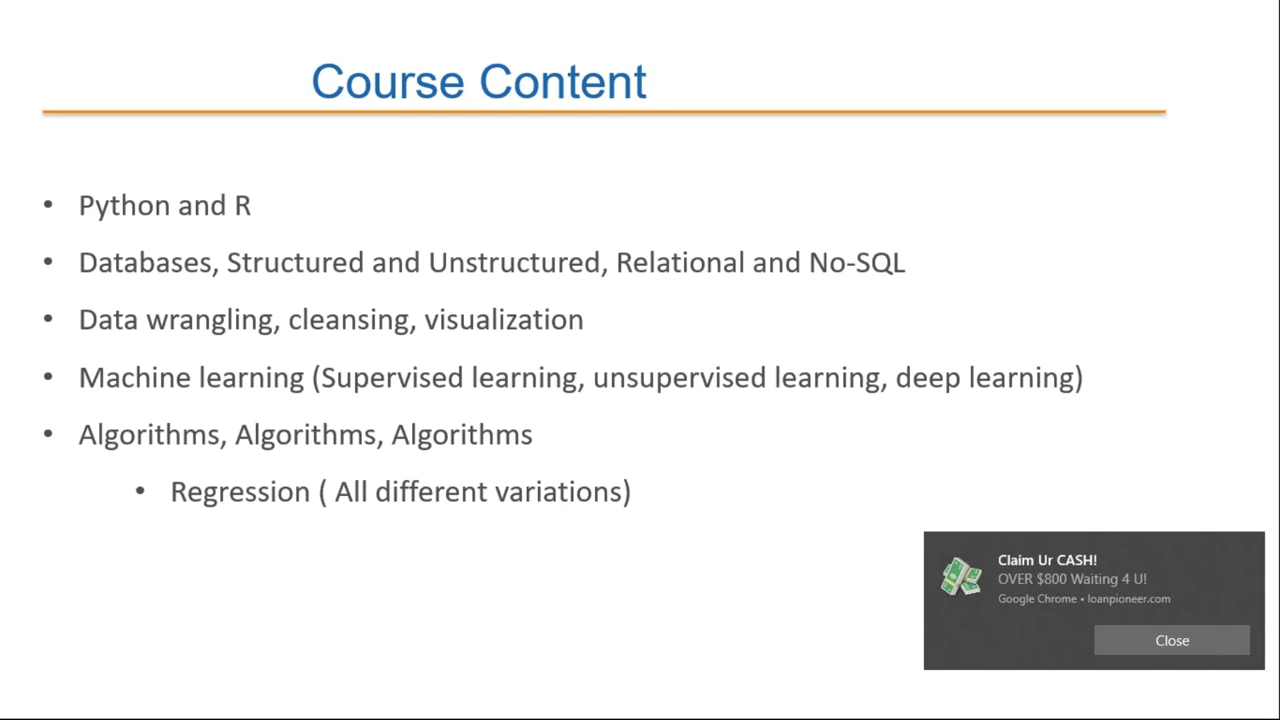 Course Content
• Python and R
• Databases, Structured and Unstructured, Relational and No-SQL
• Data wrangling, cleansing, visualization
• Machine learning (Supervised learning, unsupervised learning, deep learning)
• Algorithms, Algorithms, Algorithms
• Regression ( All different variations)
Claim Ur CASH!
OVER $800 Waiting 4 U!
Google Chrome • loanpioneer.com
Close